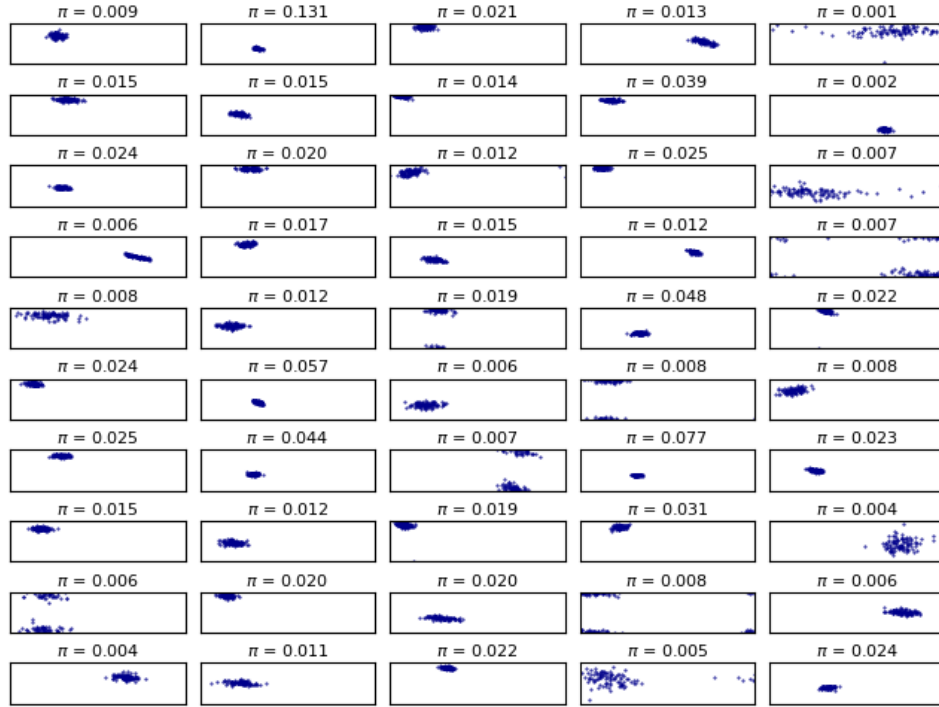 π = 0.009 π = 0.131 π = 0.021 π = 0.013 π = 0.001
π = 0.015 π = 0.015 π = 0.014 π = 0.039 π = 0.002
π = 0.024 π = 0.020 π = 0.012 π = 0.025 π = 0.007
π = 0.006 π = 0.017 π = 0.015 π = 0.012 π = 0.007
π = 0.008 π = 0.012 π = 0.019 π = 0.048 π = 0.022
π = 0.024 π = 0.057 π = 0.006 π = 0.008 π = 0.008
π = 0.025 π = 0.044 π = 0.007 π = 0.077 π = 0.023
π = 0.015 π = 0.012 π = 0.019 π = 0.031 π = 0.004
π = 0.006 π = 0.020 π = 0.020 π = 0.008 π = 0.006
π = 0.004 π = 0.011 π = 0.022 π = 0.005 π = 0.024